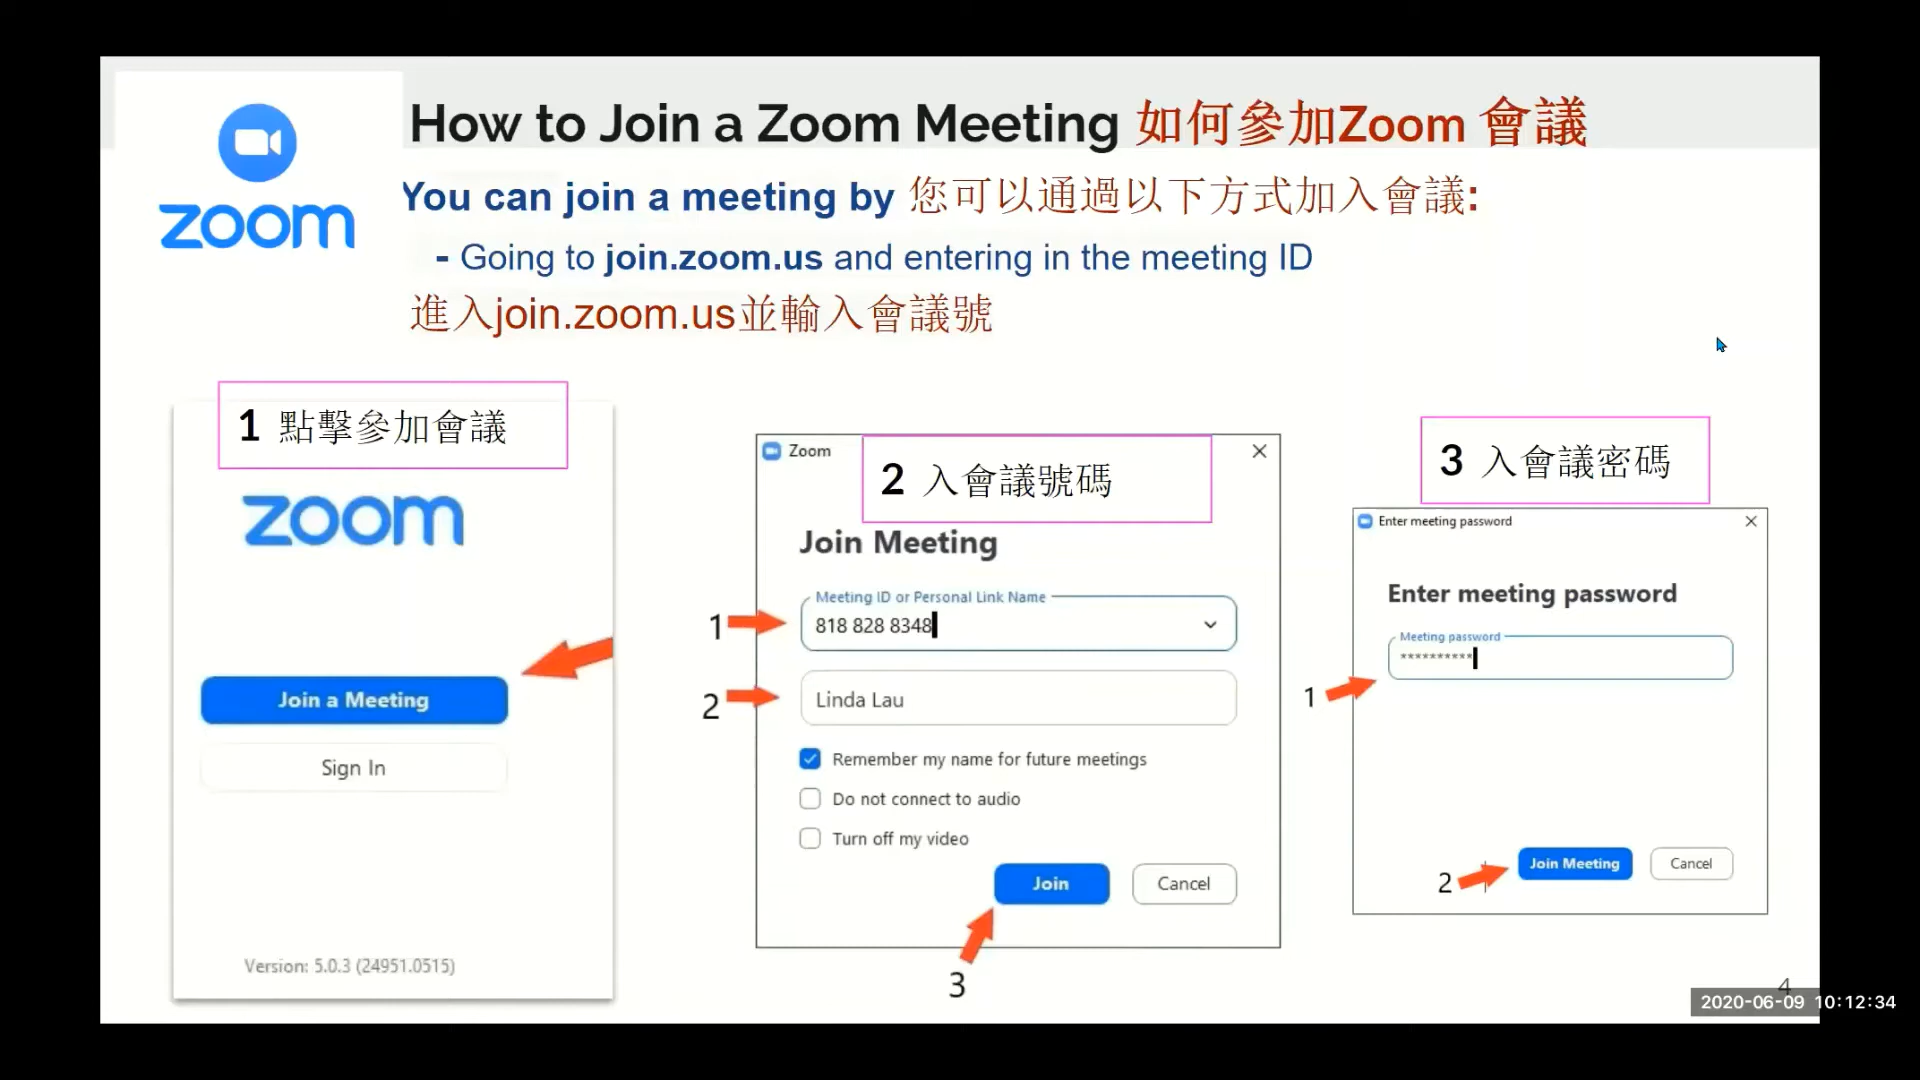 How to Join a Zoom Meeting 如何參加Zoom 會議
zoom
You can join a meeting by 您可以通過以下方式加入會議:
- Going to join.zoom.us and entering in the meeting ID
進入join.zoom.us並輸入會議號
1 點擊參加會議
zoom
Join a Meeting
Sign In
Version: 5.0.3 (24951.0515)
Zoom
2 入會議號碼
Join Meeting
Meeting ID or Personal Link Name
1
818 828 8348
2
Linda Lau
Remember my name for future meetings
Do not connect to audio
Turn off my video
Join
Cancel
3
3 入會議密碼
Enter meeting password
Enter meeting password
Meeting password
**********
1
2
Join Meeting
Cancel
4
2020-06-09 10:12:34